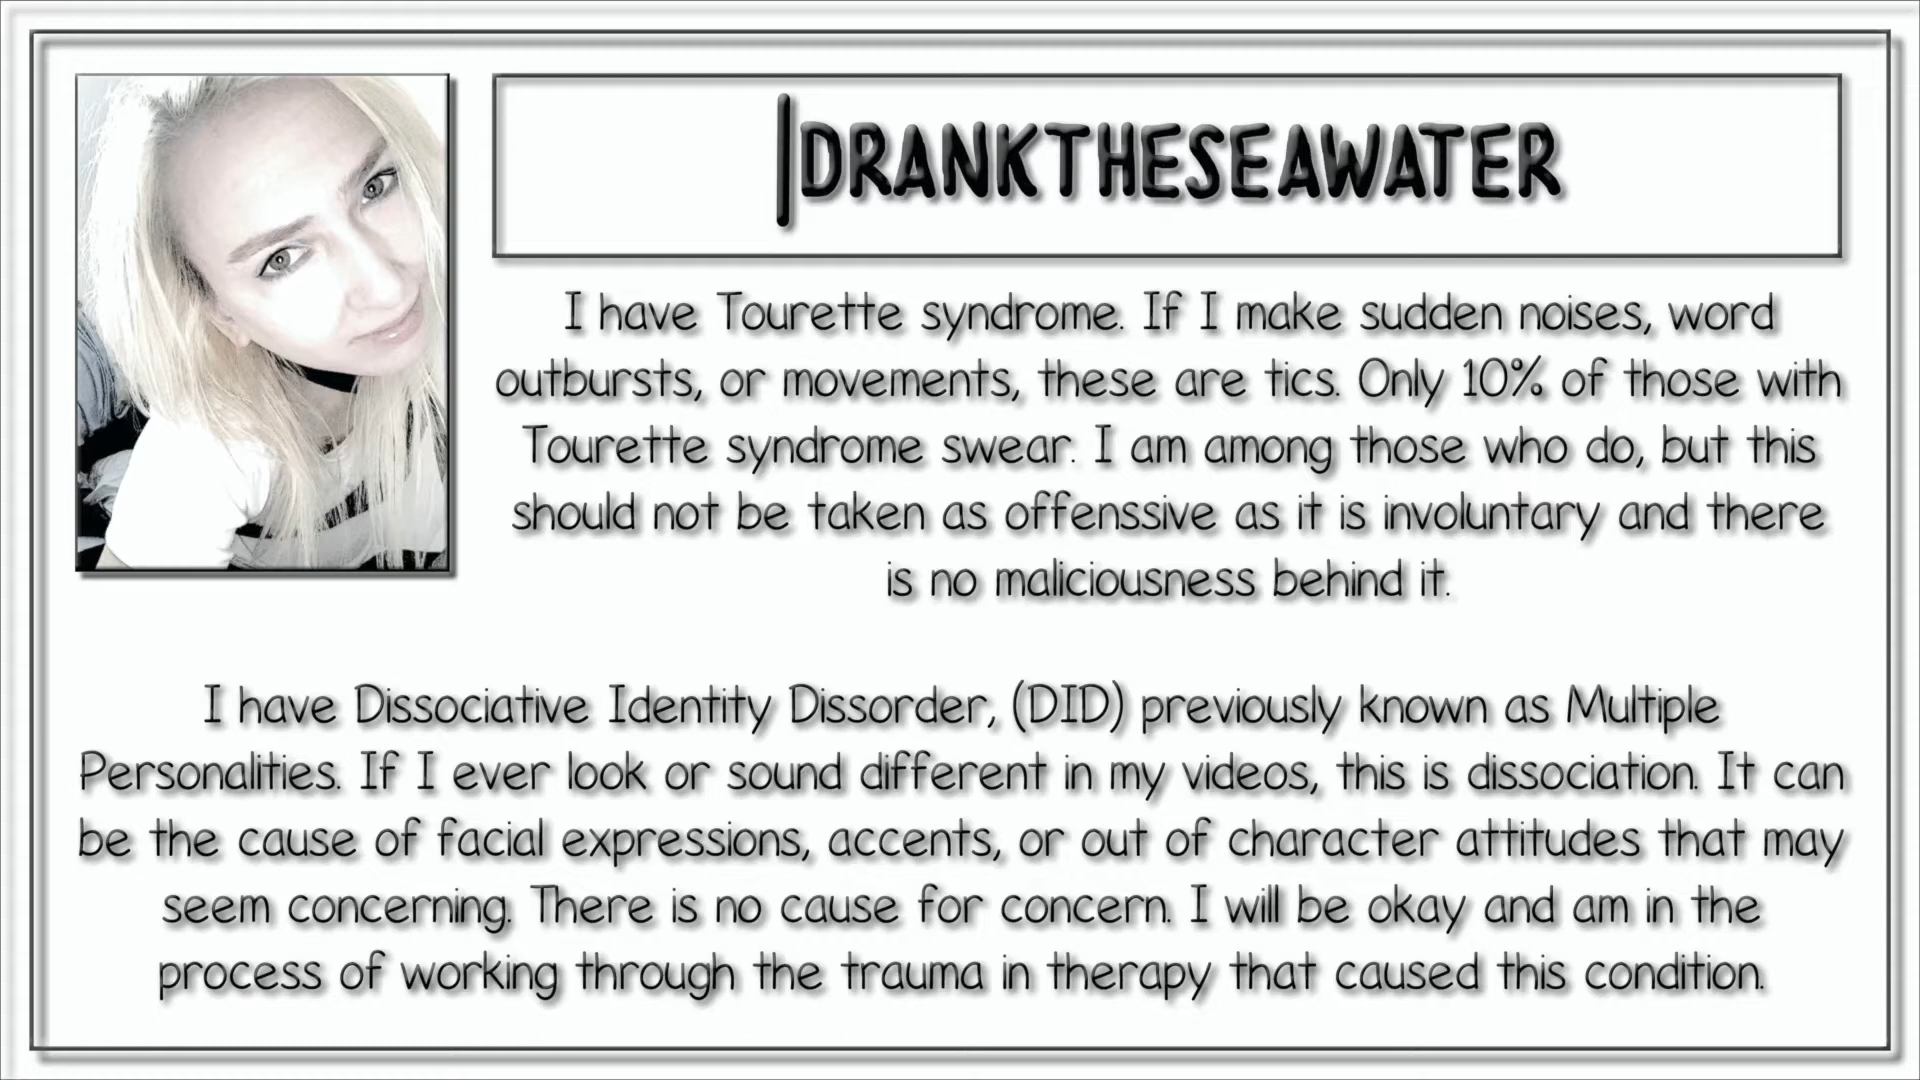 IDRANKTHESEAWATER
I have Tourette syndrome. If I make sudden noises, word
outbursts, or movements, these are tics. Only 10% of those with
Tourette syndrome swear. I am among those who do, but this
should not be taken as offenssive as it is involuntary and there
is no maliciousness behind it.
I have Dissociative Identity Dissorder, (DID) previously known as Multiple
Personalities. If I ever look or sound different in my videos, this is dissociation. It can
be the cause of facial expressions, accents, or out of character attitudes that may
seem concerning. There is no cause for concern. I will be okay and am in the
process of working through the trauma in therapy that caused this condition.